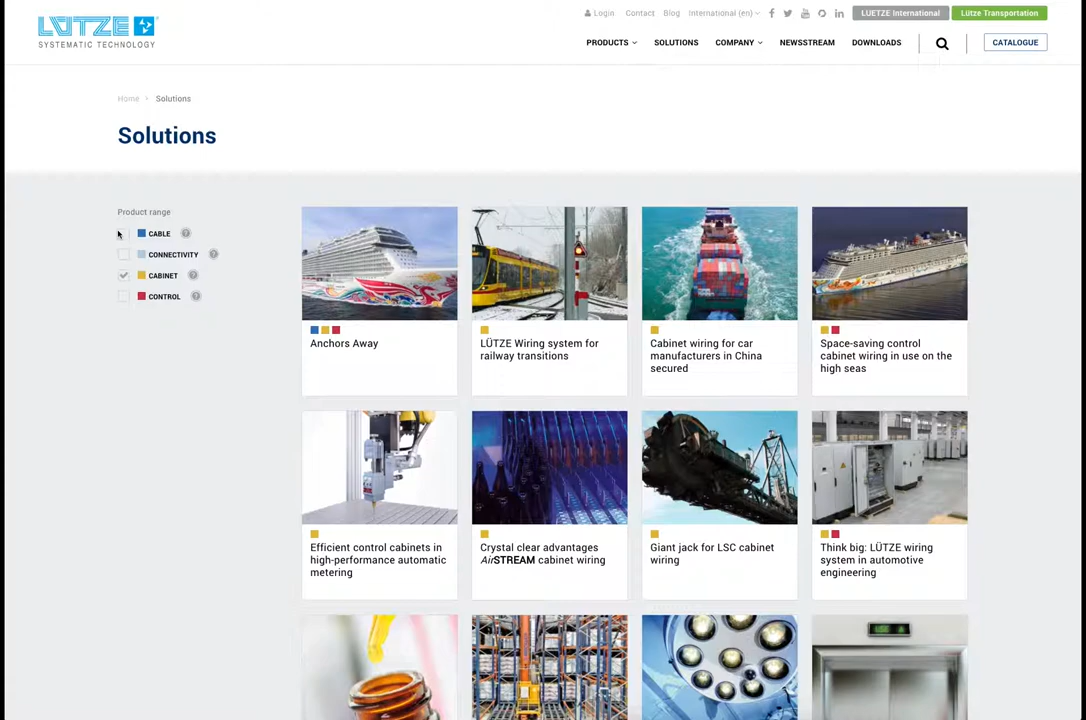 Login Contact Blog International (en) LUETZE International Lütze Transportation
LÜTZE
SYSTEMATIC TECHNOLOGY
PRODUCTS SOLUTIONS COMPANY NEWSSTREAM DOWNLOADS CATALOGUE
Home > Solutions
Solutions
Product range
CABLE ?
CONNECTIVITY ?
CABINET ?
CONTROL ?
Anchors Away
LÜTZE Wiring system for
railway transitions
Cabinet wiring for car
manufacturers in China
secured
Space-saving control
cabinet wiring in use on the
high seas
Efficient control cabinets in
high-performance automatic
metering
Crystal clear advantages
AirSTREAM cabinet wiring
Giant jack for LSC cabinet
wiring
Think big: LÜTZE wiring
system in automotive
engineering